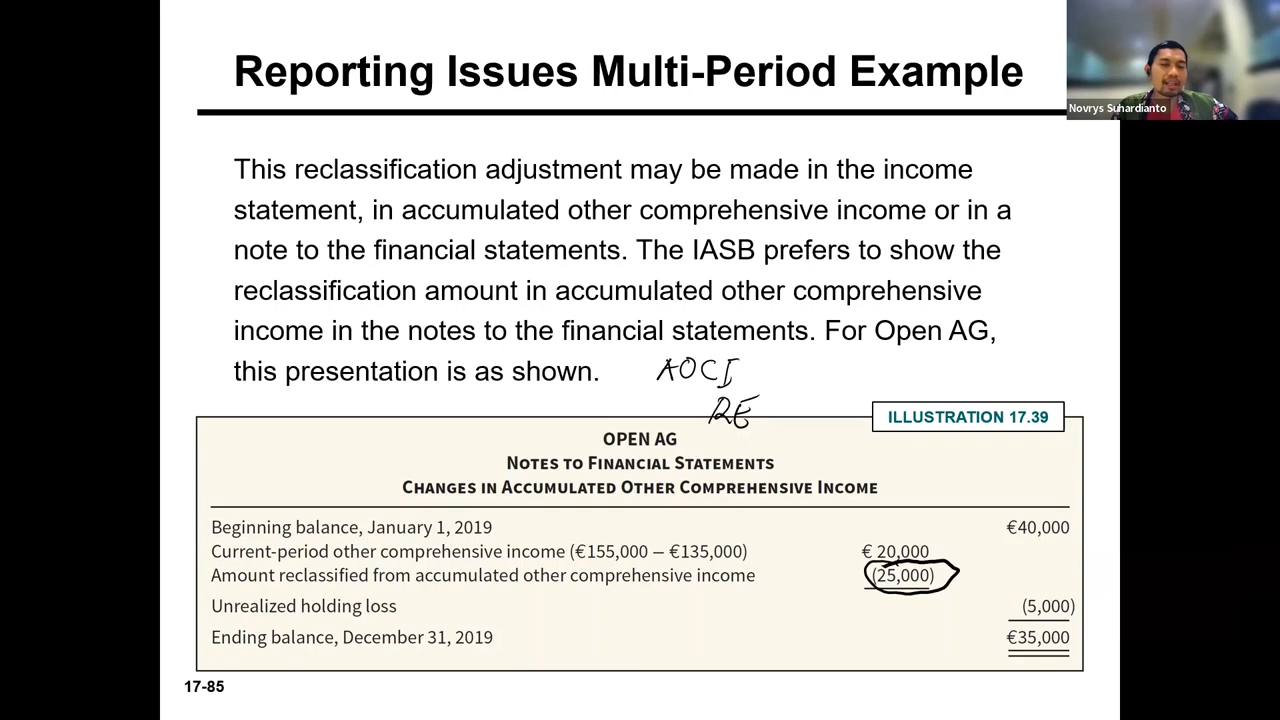 Reporting Issues Multi-Period Example
Novrys Suhardianto
This reclassification adjustment may be made in the income
statement, in accumulated other comprehensive income or in a
note to the financial statements. The IASB prefers to show the
reclassification amount in accumulated other comprehensive
income in the notes to the financial statements. For Open AG,
this presentation is as shown.
AOCI
RE
ILLUSTRATION 17.39
OPEN AG
NOTES TO FINANCIAL STATEMENTS
CHANGES IN ACCUMULATED OTHER COMPREHENSIVE INCOME
Beginning balance, January 1, 2019 €40,000
Current-period other comprehensive income (€155,000 – €135,000) € 20,000
Amount reclassified from accumulated other comprehensive income (25,000)
Unrealized holding loss (5,000)
Ending balance, December 31, 2019 €35,000
17-85